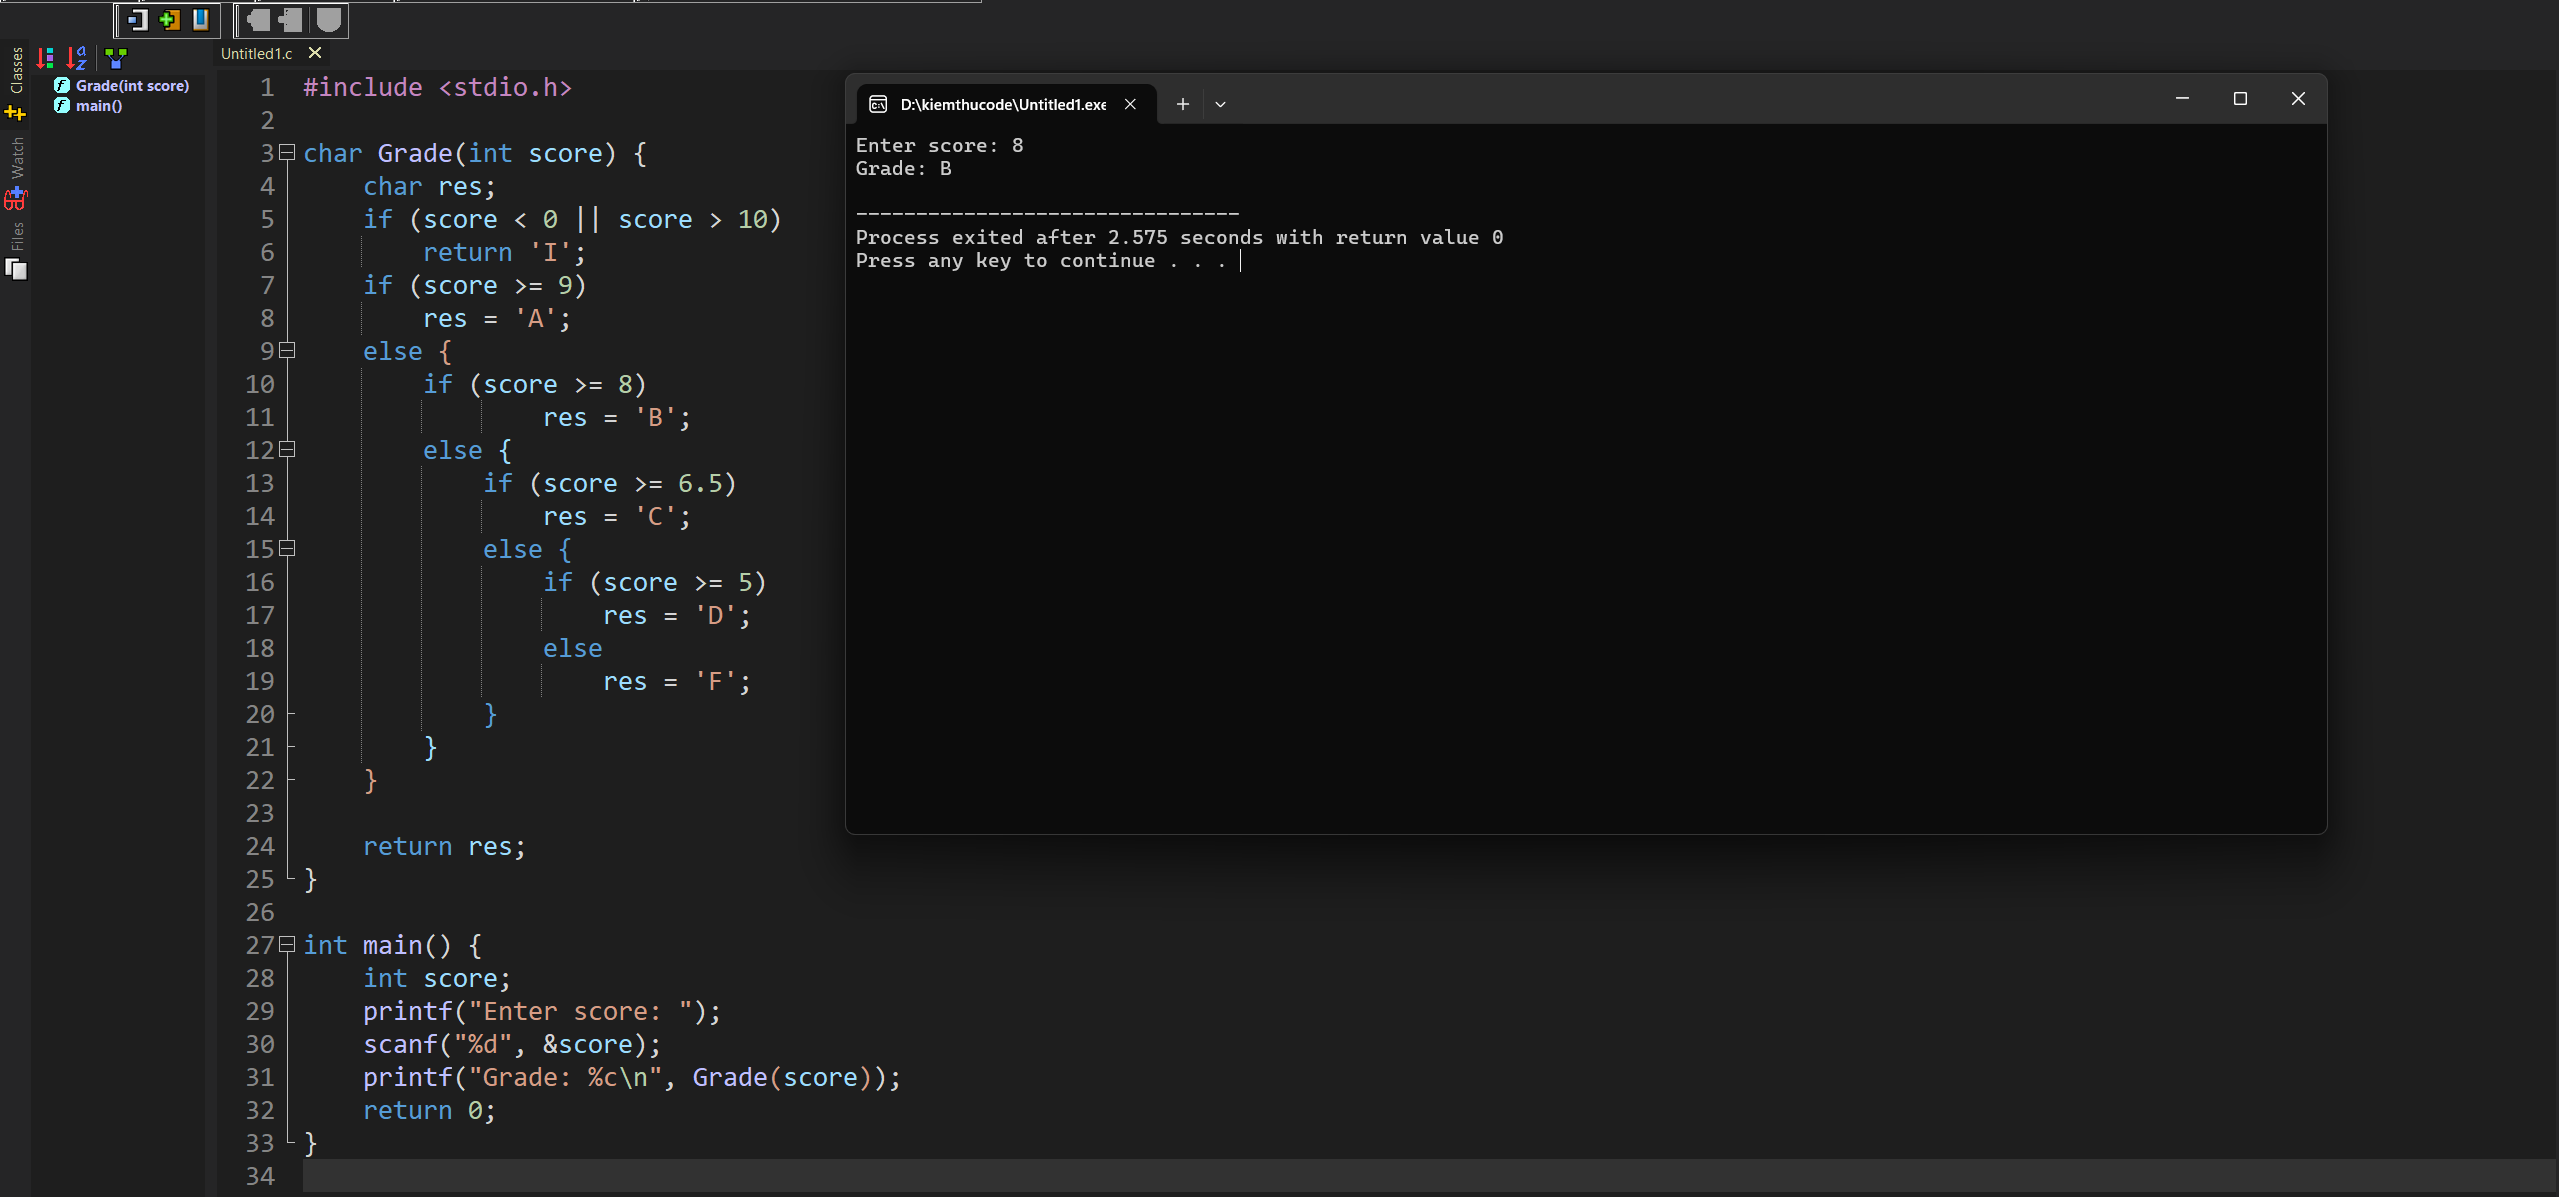 Classes
Watch
Files
Grade(int score)
main()
Untitled1.c
1 #include <stdio.h>
2
3 char Grade(int score) {
4     char res;
5     if (score < 0 || score > 10)
6         return 'I';
7     if (score >= 9)
8         res = 'A';
9     else {
10         if (score >= 8)
11                 res = 'B';
12         else {
13             if (score >= 6.5)
14                 res = 'C';
15             else {
16                 if (score >= 5)
17                     res = 'D';
18                 else
19                     res = 'F';
20             }
21         }
22     }
23
24     return res;
25 }
26
27 int main() {
28     int score;
29     printf("Enter score: ");
30     scanf("%d", &score);
31     printf("Grade: %c\n", Grade(score));
32     return 0;
33 }
34
D:\kiemthucode\Untitled1.exe
Enter score: 8
Grade: B
--------------------------------
Process exited after 2.575 seconds with return value 0
Press any key to continue . . .